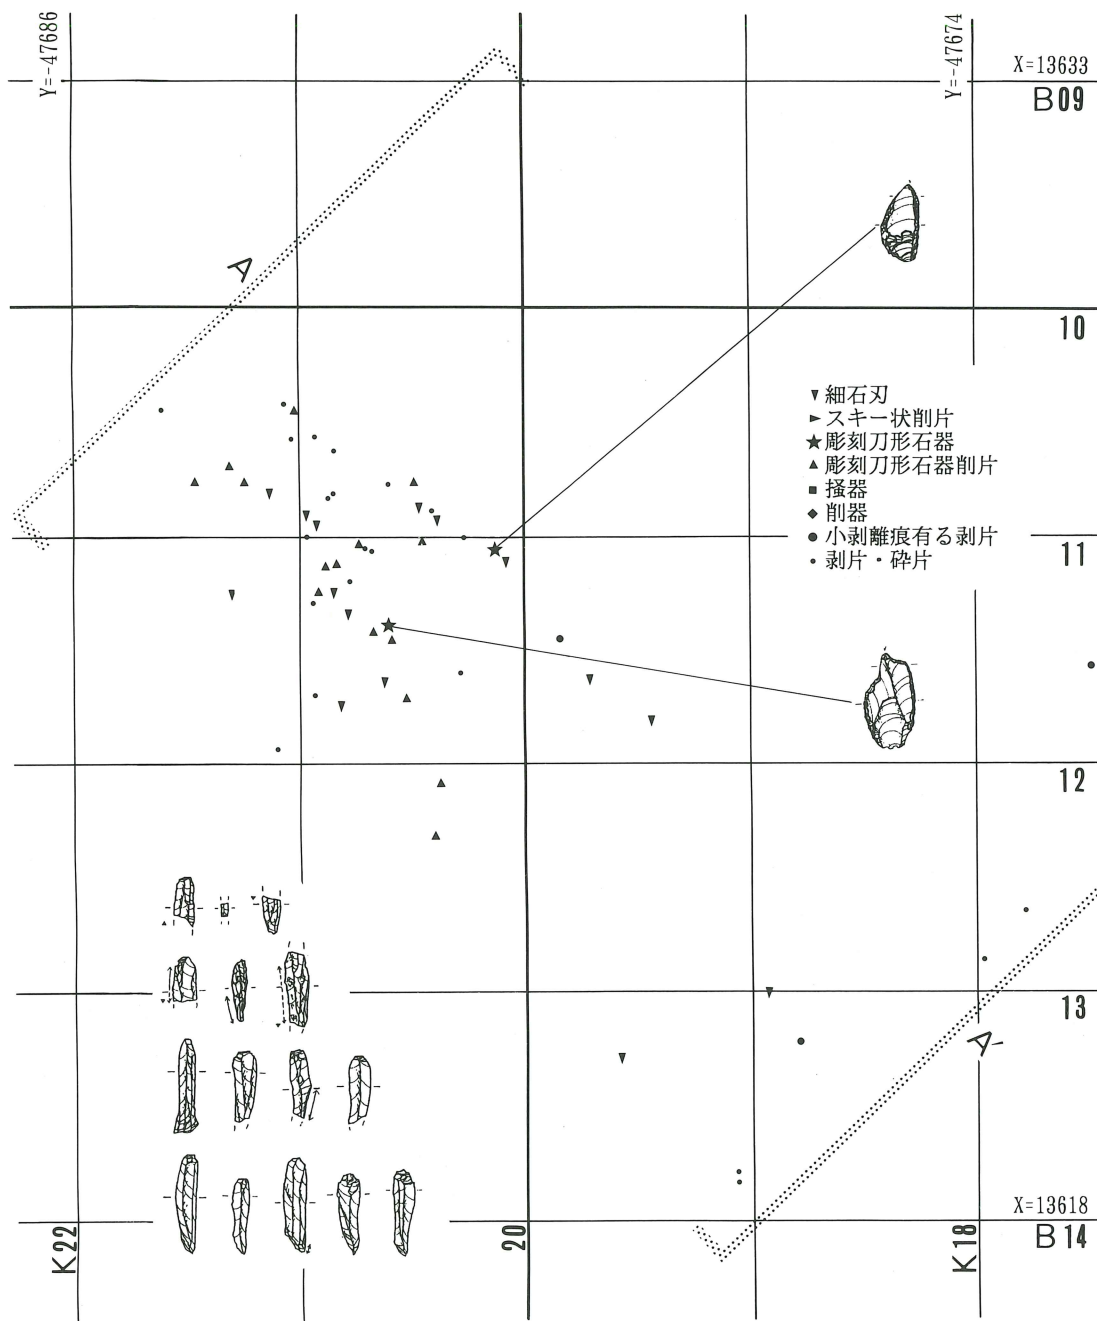 Y=-47686
Y=-47674
X=13633
B09
A
10
細石刃
スキー状削片
彫刻刀形石器
彫刻刀形石器削片
掻器
削器
小剥離痕有る剥片
剥片・砕片
11
12
13
A′
X=13618
B14
K22
20
K18